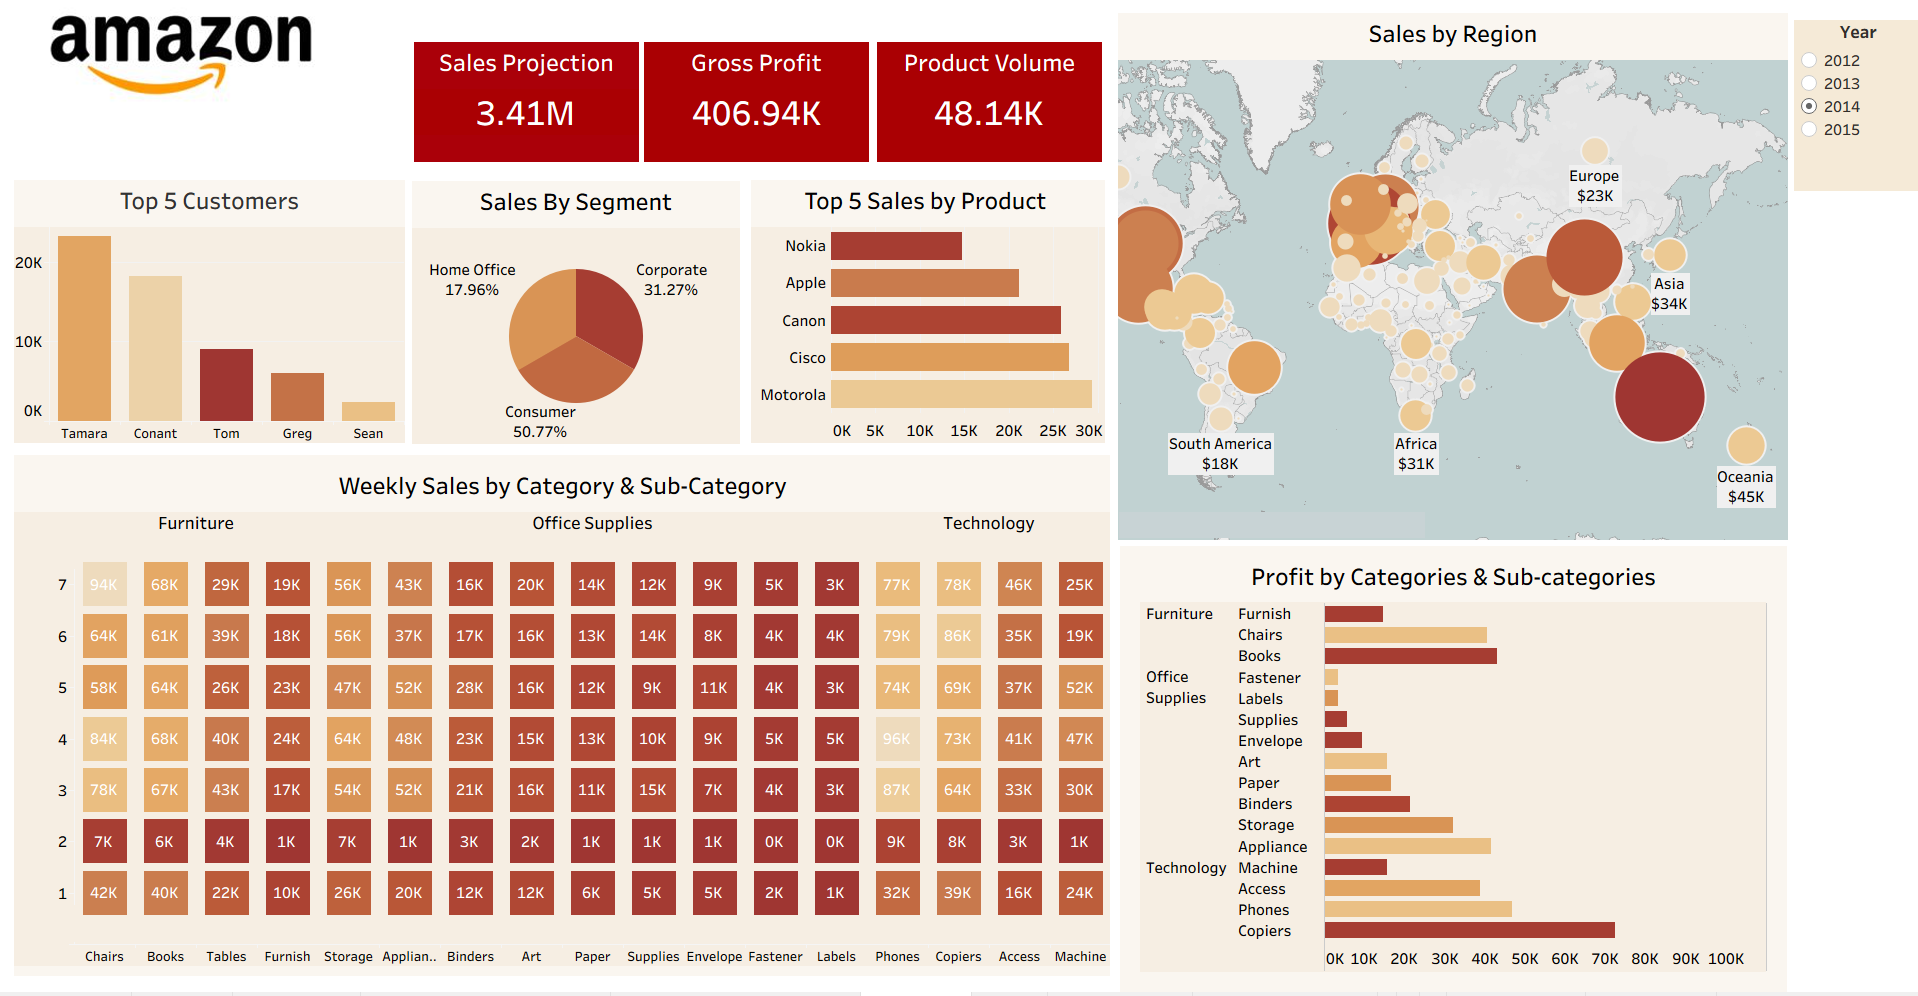 amazon
Sales Projection
3.41M
Gross Profit
406.94K
Product Volume
48.14K
Top 5 Customers
20K
10K
0K
Tamara Conant Tom Greg Sean
Sales By Segment
Home Office
17.96%
Corporate
31.27%
Consumer
50.77%
Top 5 Sales by Product
Nokia
Apple
Canon
Cisco
Motorola
0K 5K 10K 15K 20K 25K 30K
Weekly Sales by Category & Sub-Category
Furniture Office Supplies Technology
7 94K 68K 29K 19K 56K 43K 16K 20K 14K 12K 9K 5K 3K 77K 78K 46K 25K
6 64K 61K 39K 18K 56K 37K 17K 16K 13K 14K 8K 4K 4K 79K 86K 35K 19K
5 58K 64K 26K 23K 47K 52K 28K 16K 12K 9K 11K 4K 3K 74K 69K 37K 52K
4 84K 68K 40K 24K 64K 48K 23K 15K 13K 10K 9K 5K 5K 96K 73K 41K 47K
3 78K 67K 43K 17K 54K 52K 21K 16K 11K 15K 7K 4K 3K 87K 64K 33K 30K
2 7K 6K 4K 1K 7K 1K 3K 2K 1K 1K 1K 0K 0K 9K 8K 3K 1K
1 42K 40K 22K 10K 26K 20K 12K 12K 6K 5K 5K 2K 1K 32K 39K 16K 24K
Chairs Books Tables Furnish Storage Applian.. Binders Art Paper Supplies Envelope Fastener Labels Phones Copiers Access Machine
Sales by Region
Europe
$23K
Asia
$34K
South America
$18K
Africa
$31K
Oceania
$45K
Year
2012
2013
2014
2015
Profit by Categories & Sub-categories
Furniture Furnish
Chairs
Books
Office Fastener
Supplies Labels
Supplies
Envelope
Art
Paper
Binders
Storage
Appliance
Technology Machine
Access
Phones
Copiers
0K 10K 20K 30K 40K 50K 60K 70K 80K 90K 100K